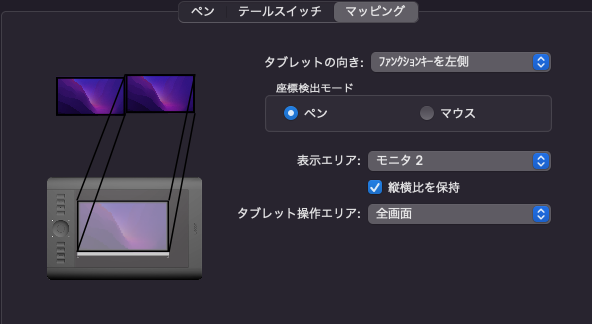 ペン テールスイッチ マッピング
タブレットの向き: ファンクションキーを左側
座標検出モード
ペン マウス
表示エリア: モニタ 2
縦横比を保持
タブレット操作エリア: 全画面